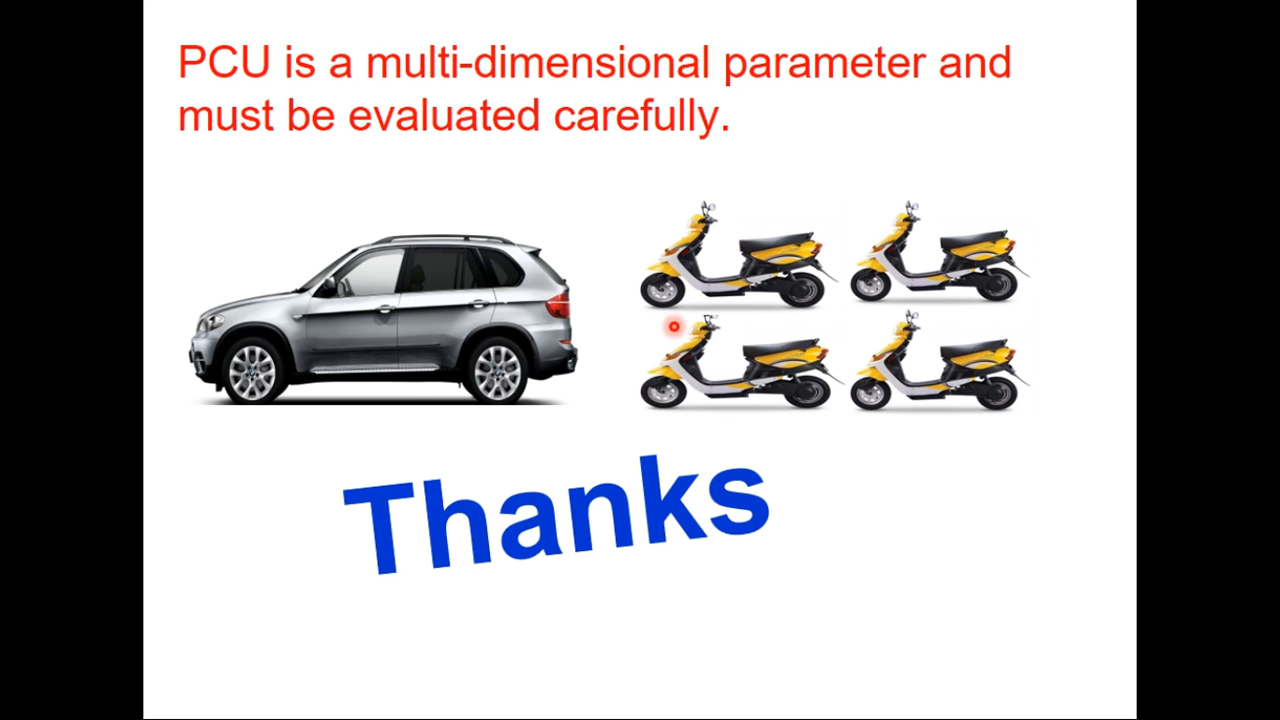 PCU is a multi-dimensional parameter and
must be evaluated carefully.
Thanks